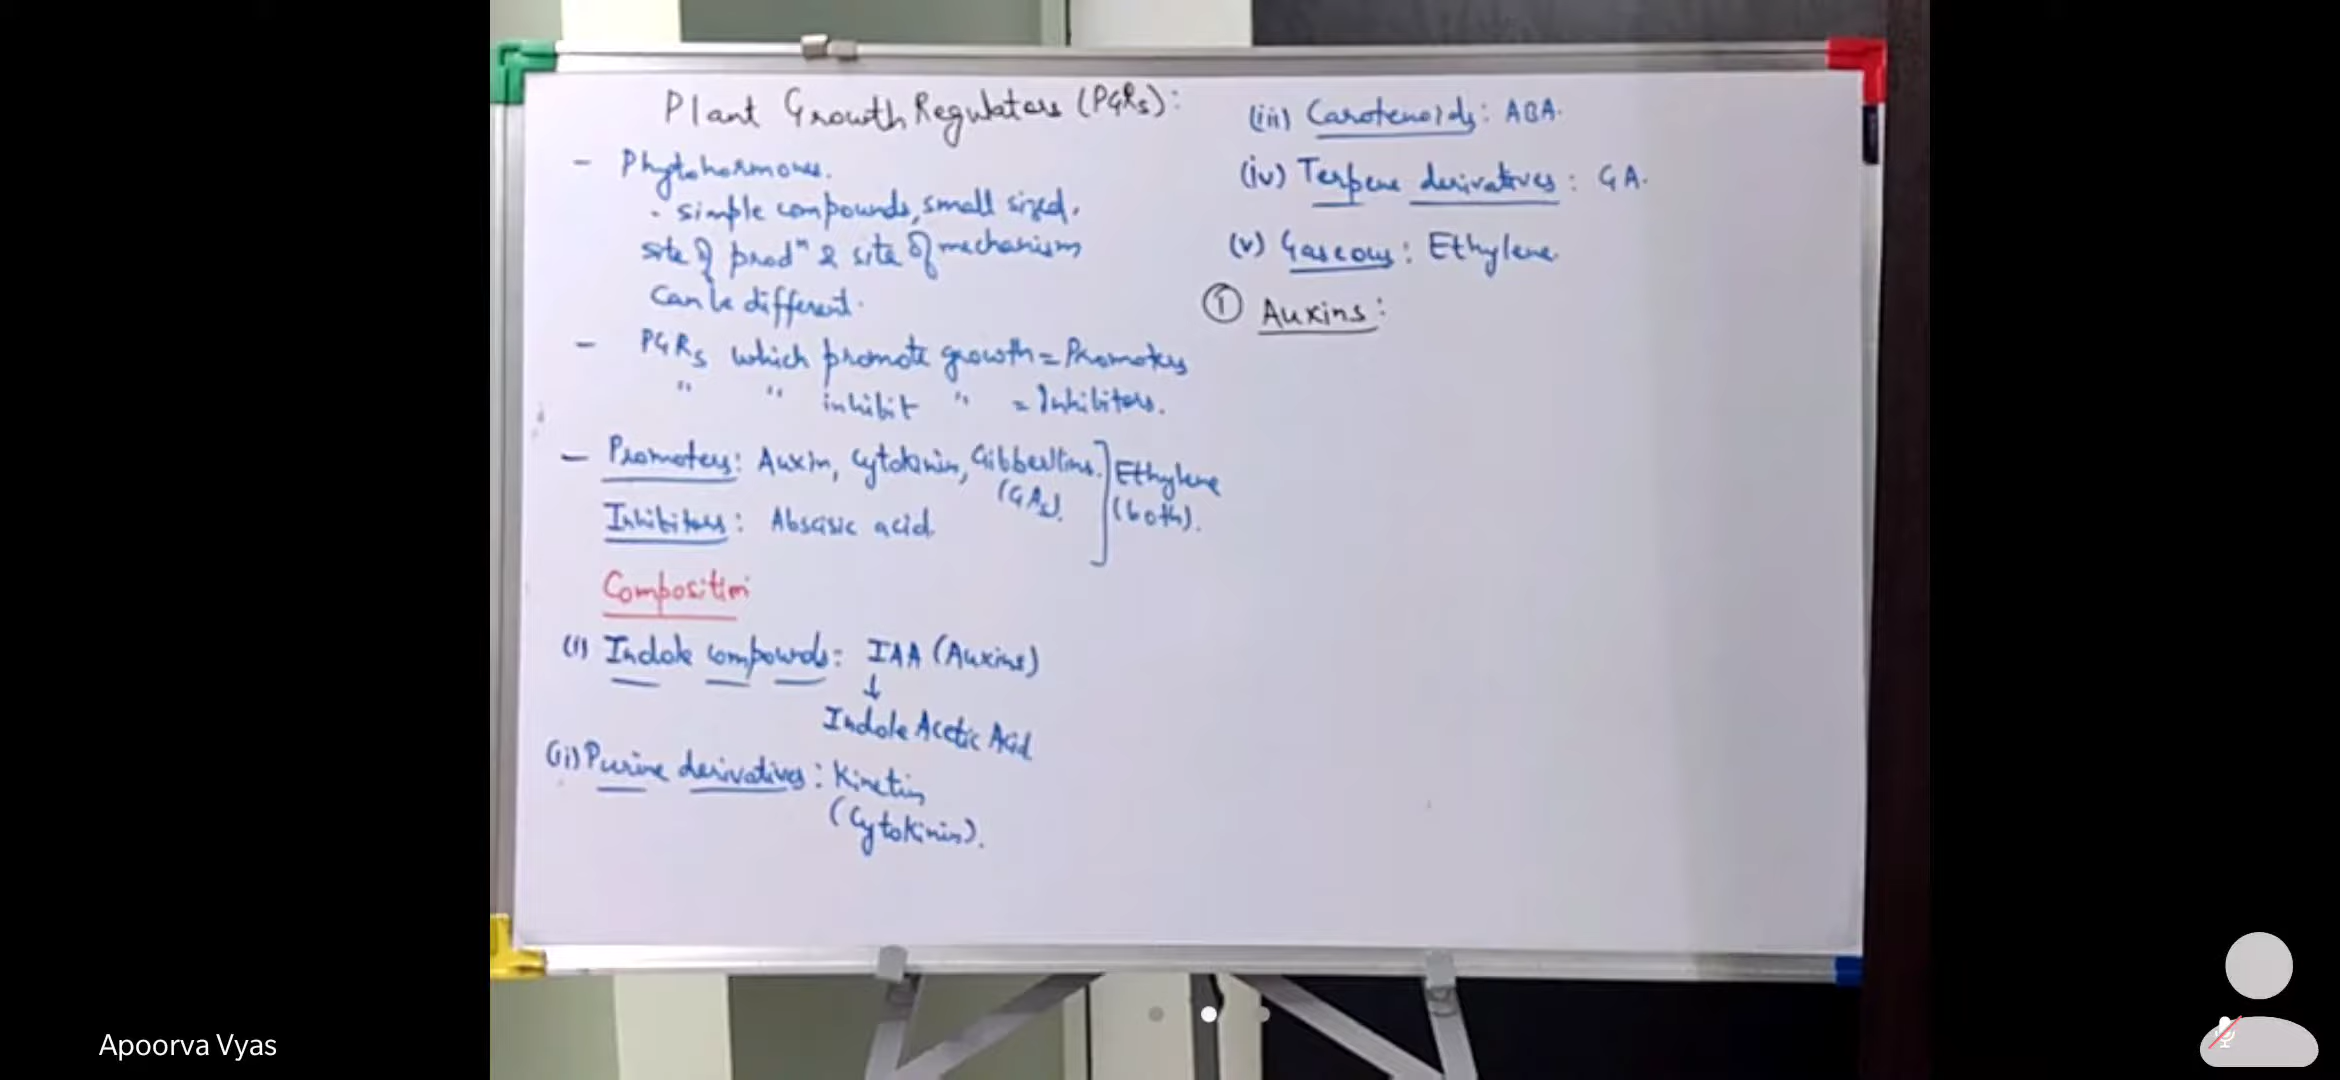 Plant Growth Regulators (PGRs):
- Phytohormones.
· simple compounds, small sized.
site of prodⁿ & site of mechanism
can be different.
- PGRs which promote growth = Promoters
" " inhibit " = Inhibitors.
- Promoters: Auxin, Cytokinin, Gibberllins.
(GAs).
Inhibitors: Abscisic acid.
Ethylene
(both).
Composition
(i) Indole compounds: IAA (Auxins)
↓
Indole Acetic Acid
(ii) Purine derivatives: Kinetin
(Cytokinin).
(iii) Carotenoids: ABA.
(iv) Terpene derivatives: GA.
(v) Gaseous: Ethylene
① Auxins:
Apoorva Vyas